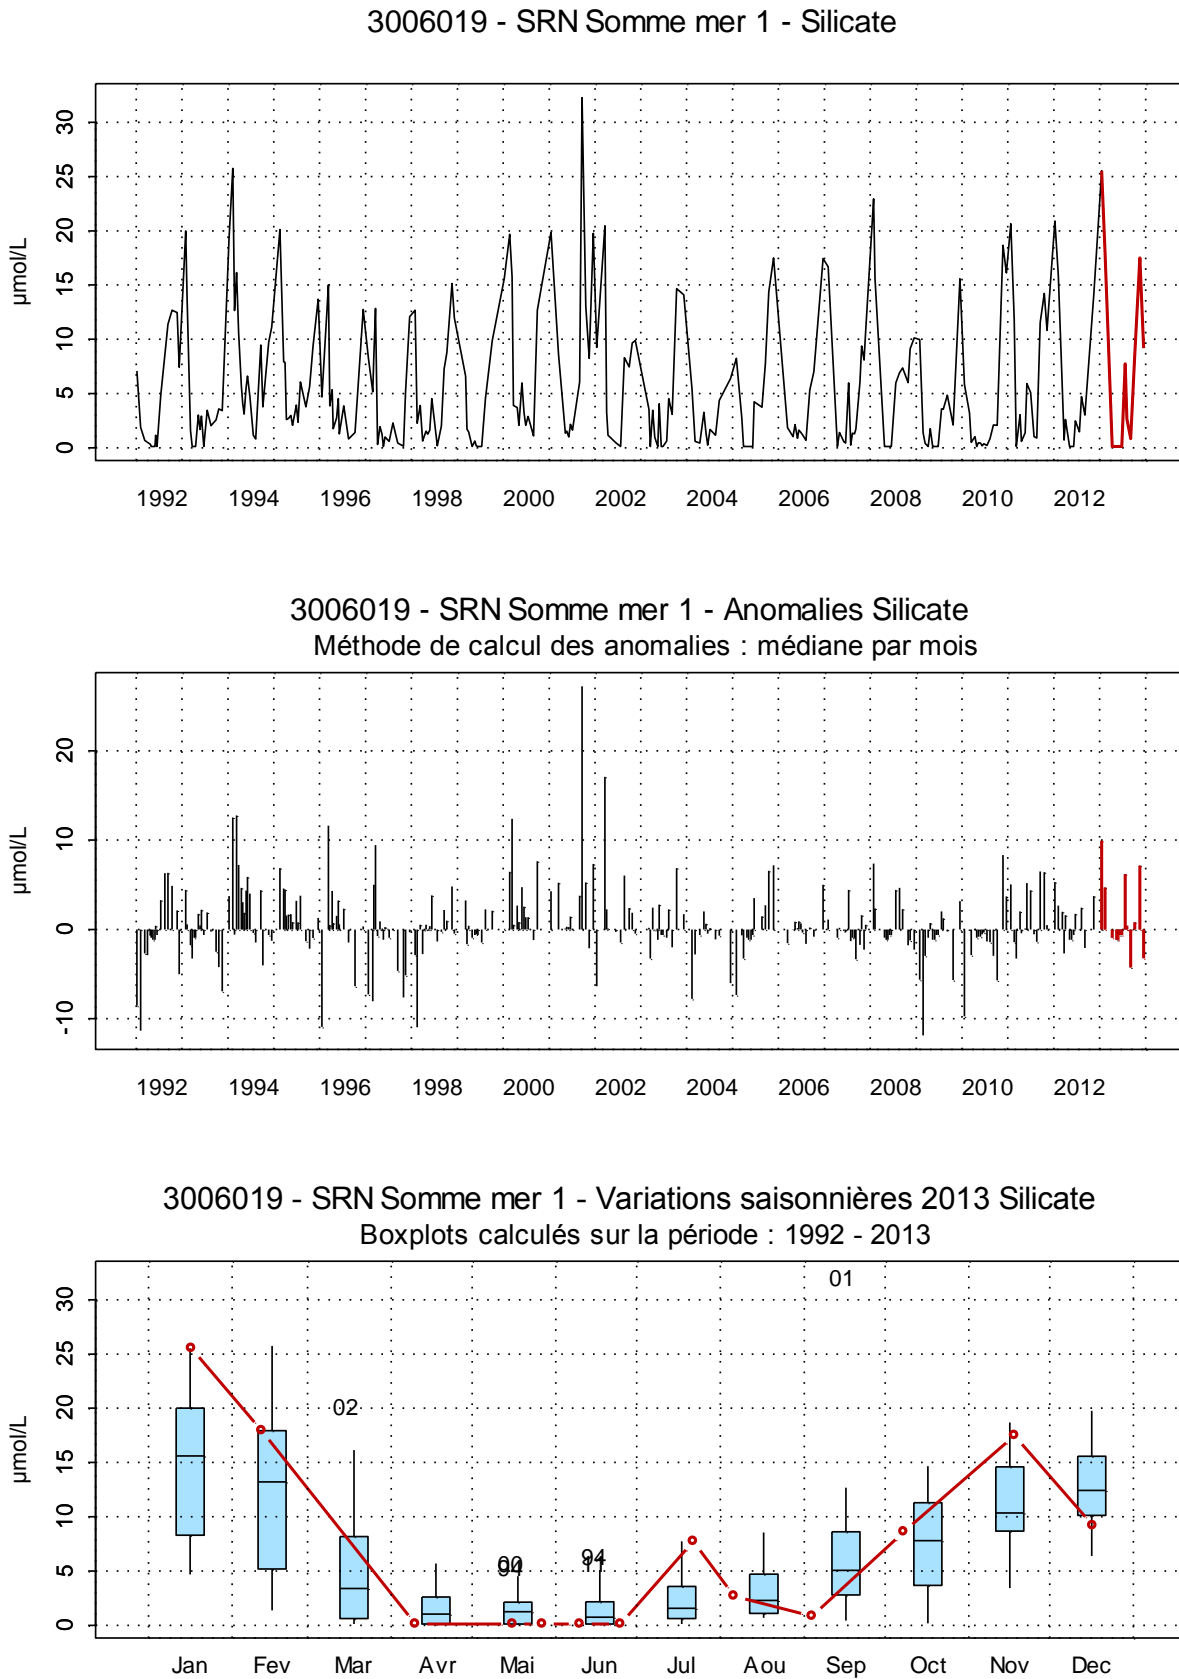 3006019 - SRN Somme mer 1 - Silicate
30
25
20
15
10
5
0
µmol/L
1992 1994 1996 1998 2000 2002 2004 2006 2008 2010 2012
3006019 - SRN Somme mer 1 - Anomalies Silicate
Méthode de calcul des anomalies : médiane par mois
20
10
0
-10
µmol/L
1992 1994 1996 1998 2000 2002 2004 2006 2008 2010 2012
3006019 - SRN Somme mer 1 - Variations saisonnières 2013 Silicate
Boxplots calculés sur la période : 1992 - 2013
30
25
20
15
10
5
0
µmol/L
01
02
Jan Fev Mar Avr Mai Jun Jul Aou Sep Oct Nov Dec